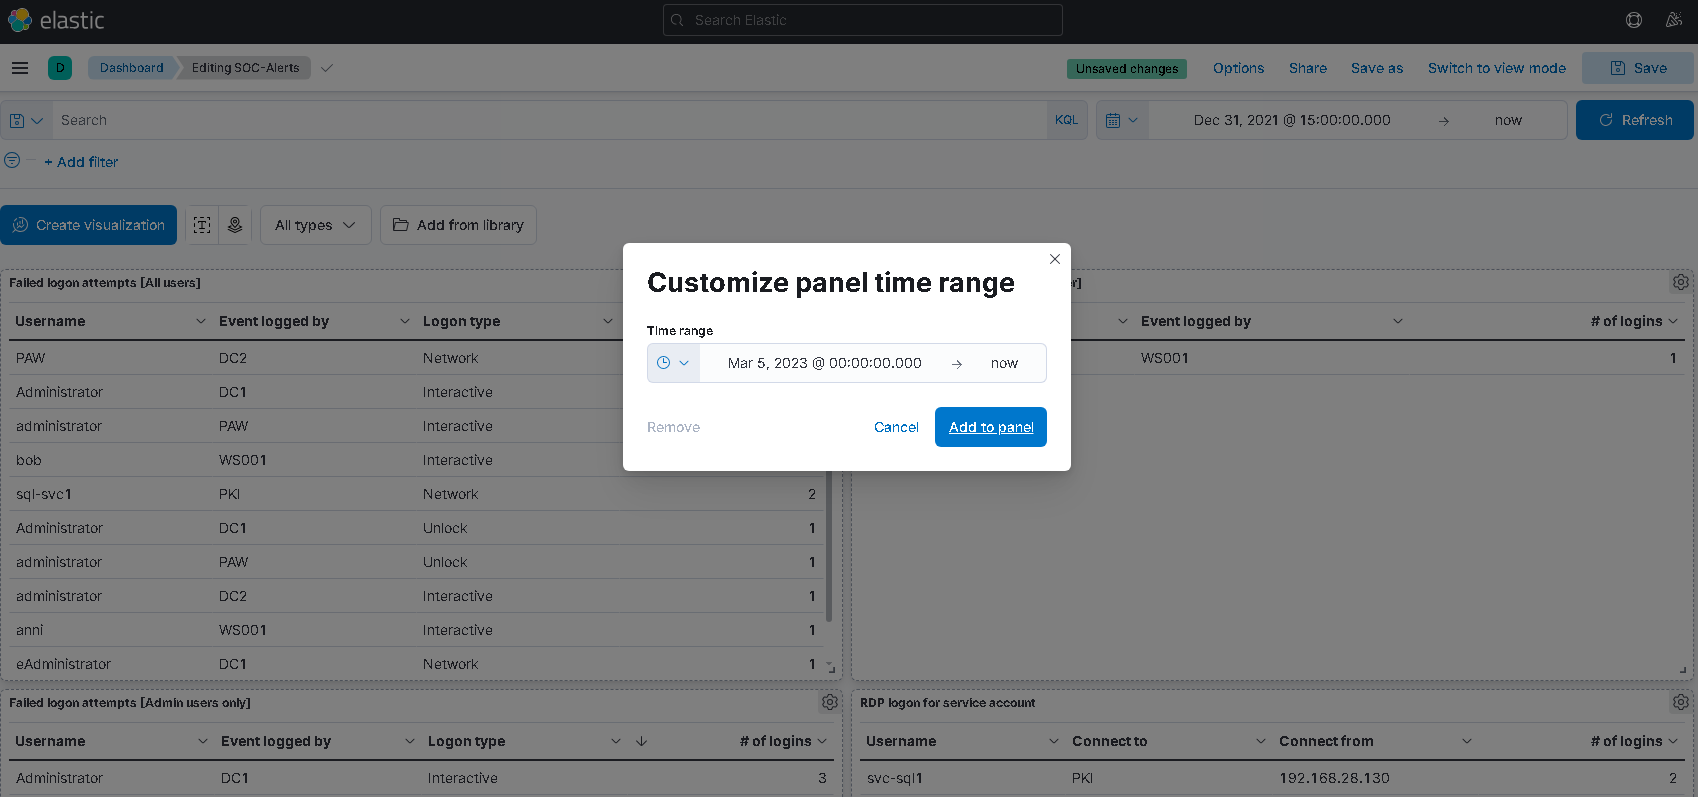 elastic
Search Elastic
D
Dashboard
Editing SOC-Alerts
Unsaved changes
Options
Share
Save as
Switch to view mode
Save
Search
KQL
Dec 31, 2021 @ 15:00:00.000
→
now
Refresh
+ Add filter
Create visualization
All types
Add from library
Customize panel time range
Time range
Mar 5, 2023 @ 00:00:00.000 → now
Remove
Cancel
Add to panel
Failed logon attempts [All users]
Username Event logged by Logon type
PAW DC2 Network
Administrator DC1 Interactive
administrator PAW Interactive
bob WS001 Interactive
sql-svc1 PKI Network 2
Administrator DC1 Unlock 1
administrator PAW Unlock 1
administrator DC2 Interactive 1
anni WS001 Interactive 1
eAdministrator DC1 Network 1
Event logged by # of logins
WS001 1
Failed logon attempts [Admin users only]
Username Event logged by Logon type # of logins
Administrator DC1 Interactive 3
RDP logon for service account
Username Connect to Connect from # of logins
svc-sql1 PKI 192.168.28.130 2